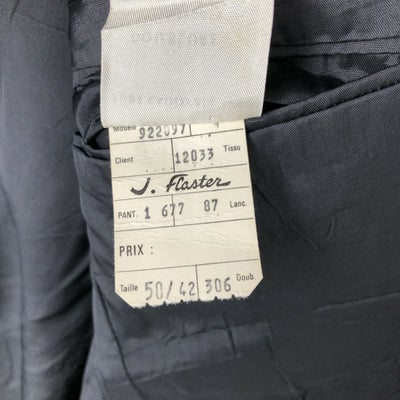 Modèle 922097
Client 12033 Tissu
J. Flaster
PANT. 1 677 87 Lanc.
PRIX :
Taille 50/42 306 Doub.